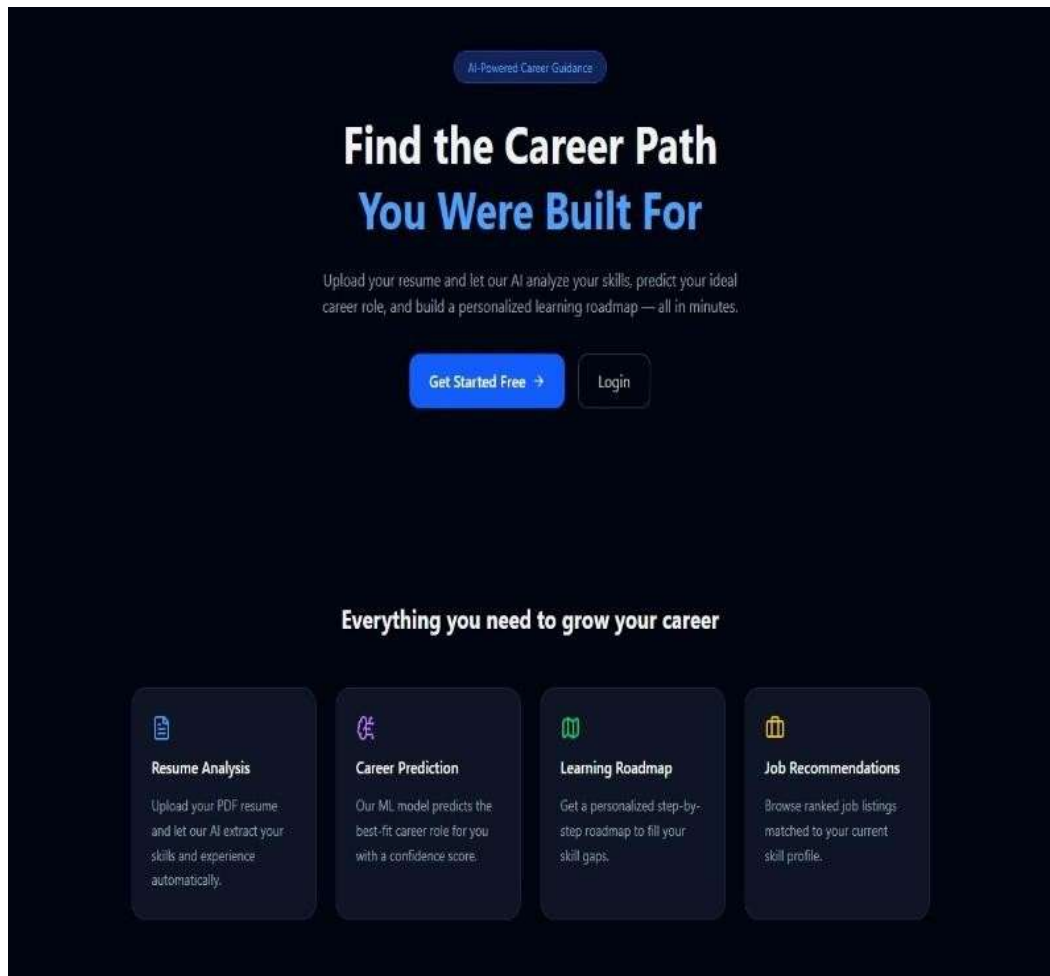 AI-Powered Career Guidance
Find the Career Path
You Were Built For
Upload your resume and let our AI analyze your skills, predict your ideal
career role, and build a personalized learning roadmap — all in minutes.
Get Started Free →
Login
Everything you need to grow your career
Resume Analysis
Upload your PDF resume
and let our AI extract your
skills and experience
automatically.
Career Prediction
Our ML model predicts the
best-fit career role for you
with a confidence score.
Learning Roadmap
Get a personalized step-by-
step roadmap to fill your
skill gaps.
Job Recommendations
Browse ranked job listings
matched to your current
skill profile.